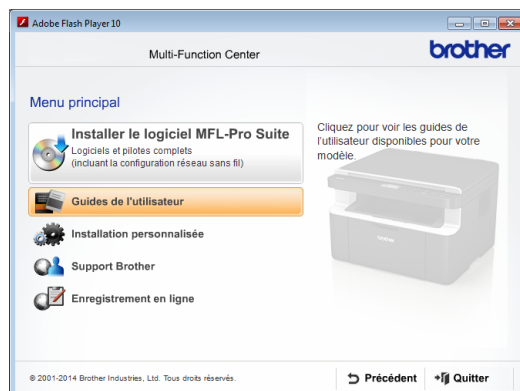 Adobe Flash Player 10
Multi-Function Center
brother
Menu principal
Installer le logiciel MFL-Pro Suite
Logiciels et pilotes complets
(incluant la configuration réseau sans fil)
Guides de l'utilisateur
Installation personnalisée
Support Brother
Enregistrement en ligne
Cliquez pour voir les guides de
l'utilisateur disponibles pour votre
modèle.
brother
© 2001-2014 Brother Industries, Ltd. Tous droits réservés.
Précédent
Quitter